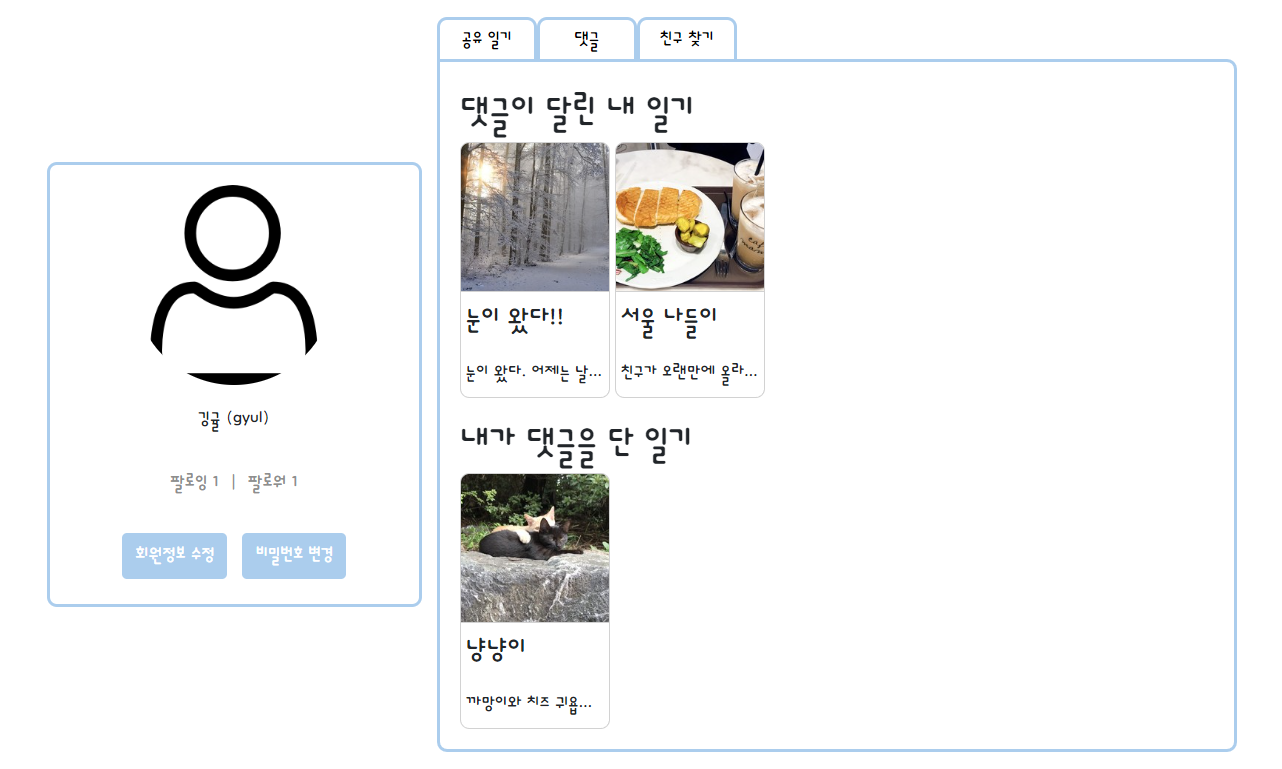 공유 일기
댓글
친구 찾기
김귤 (gyul)
팔로잉 1 | 팔로워 1
회원정보 수정
비밀번호 변경
댓글이 달린 내 일기
눈이 왔다!!
눈이 왔다. 어제는 날...
서울 나들이
친구가 오랜만에 올라...
내가 댓글을 단 일기
냥냥이
까망이와 치즈 귀욥...